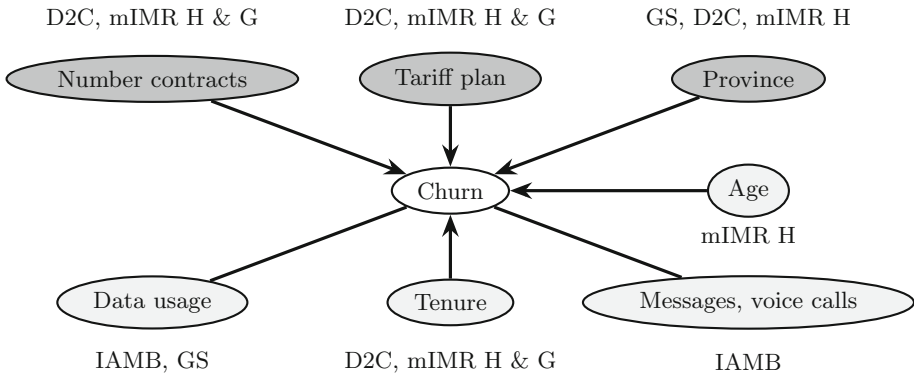 D2C, mIMR H & G
D2C, mIMR H & G
GS, D2C, mIMR H
Number contracts
Tariff plan
Province
Churn
Age
mIMR H
Data usage
Tenure
Messages, voice calls
IAMB, GS
D2C, mIMR H & G
IAMB